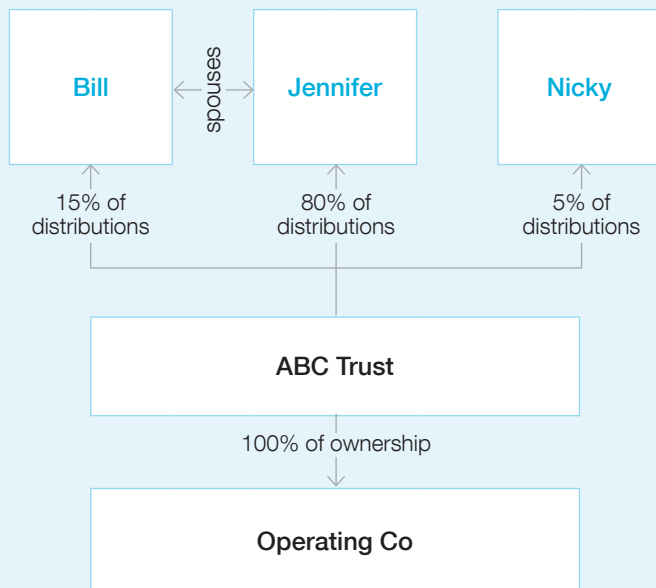 Bill
spouses
Jennifer
Nicky
15% of
distributions
80% of
distributions
5% of
distributions
ABC Trust
100% of ownership
Operating Co